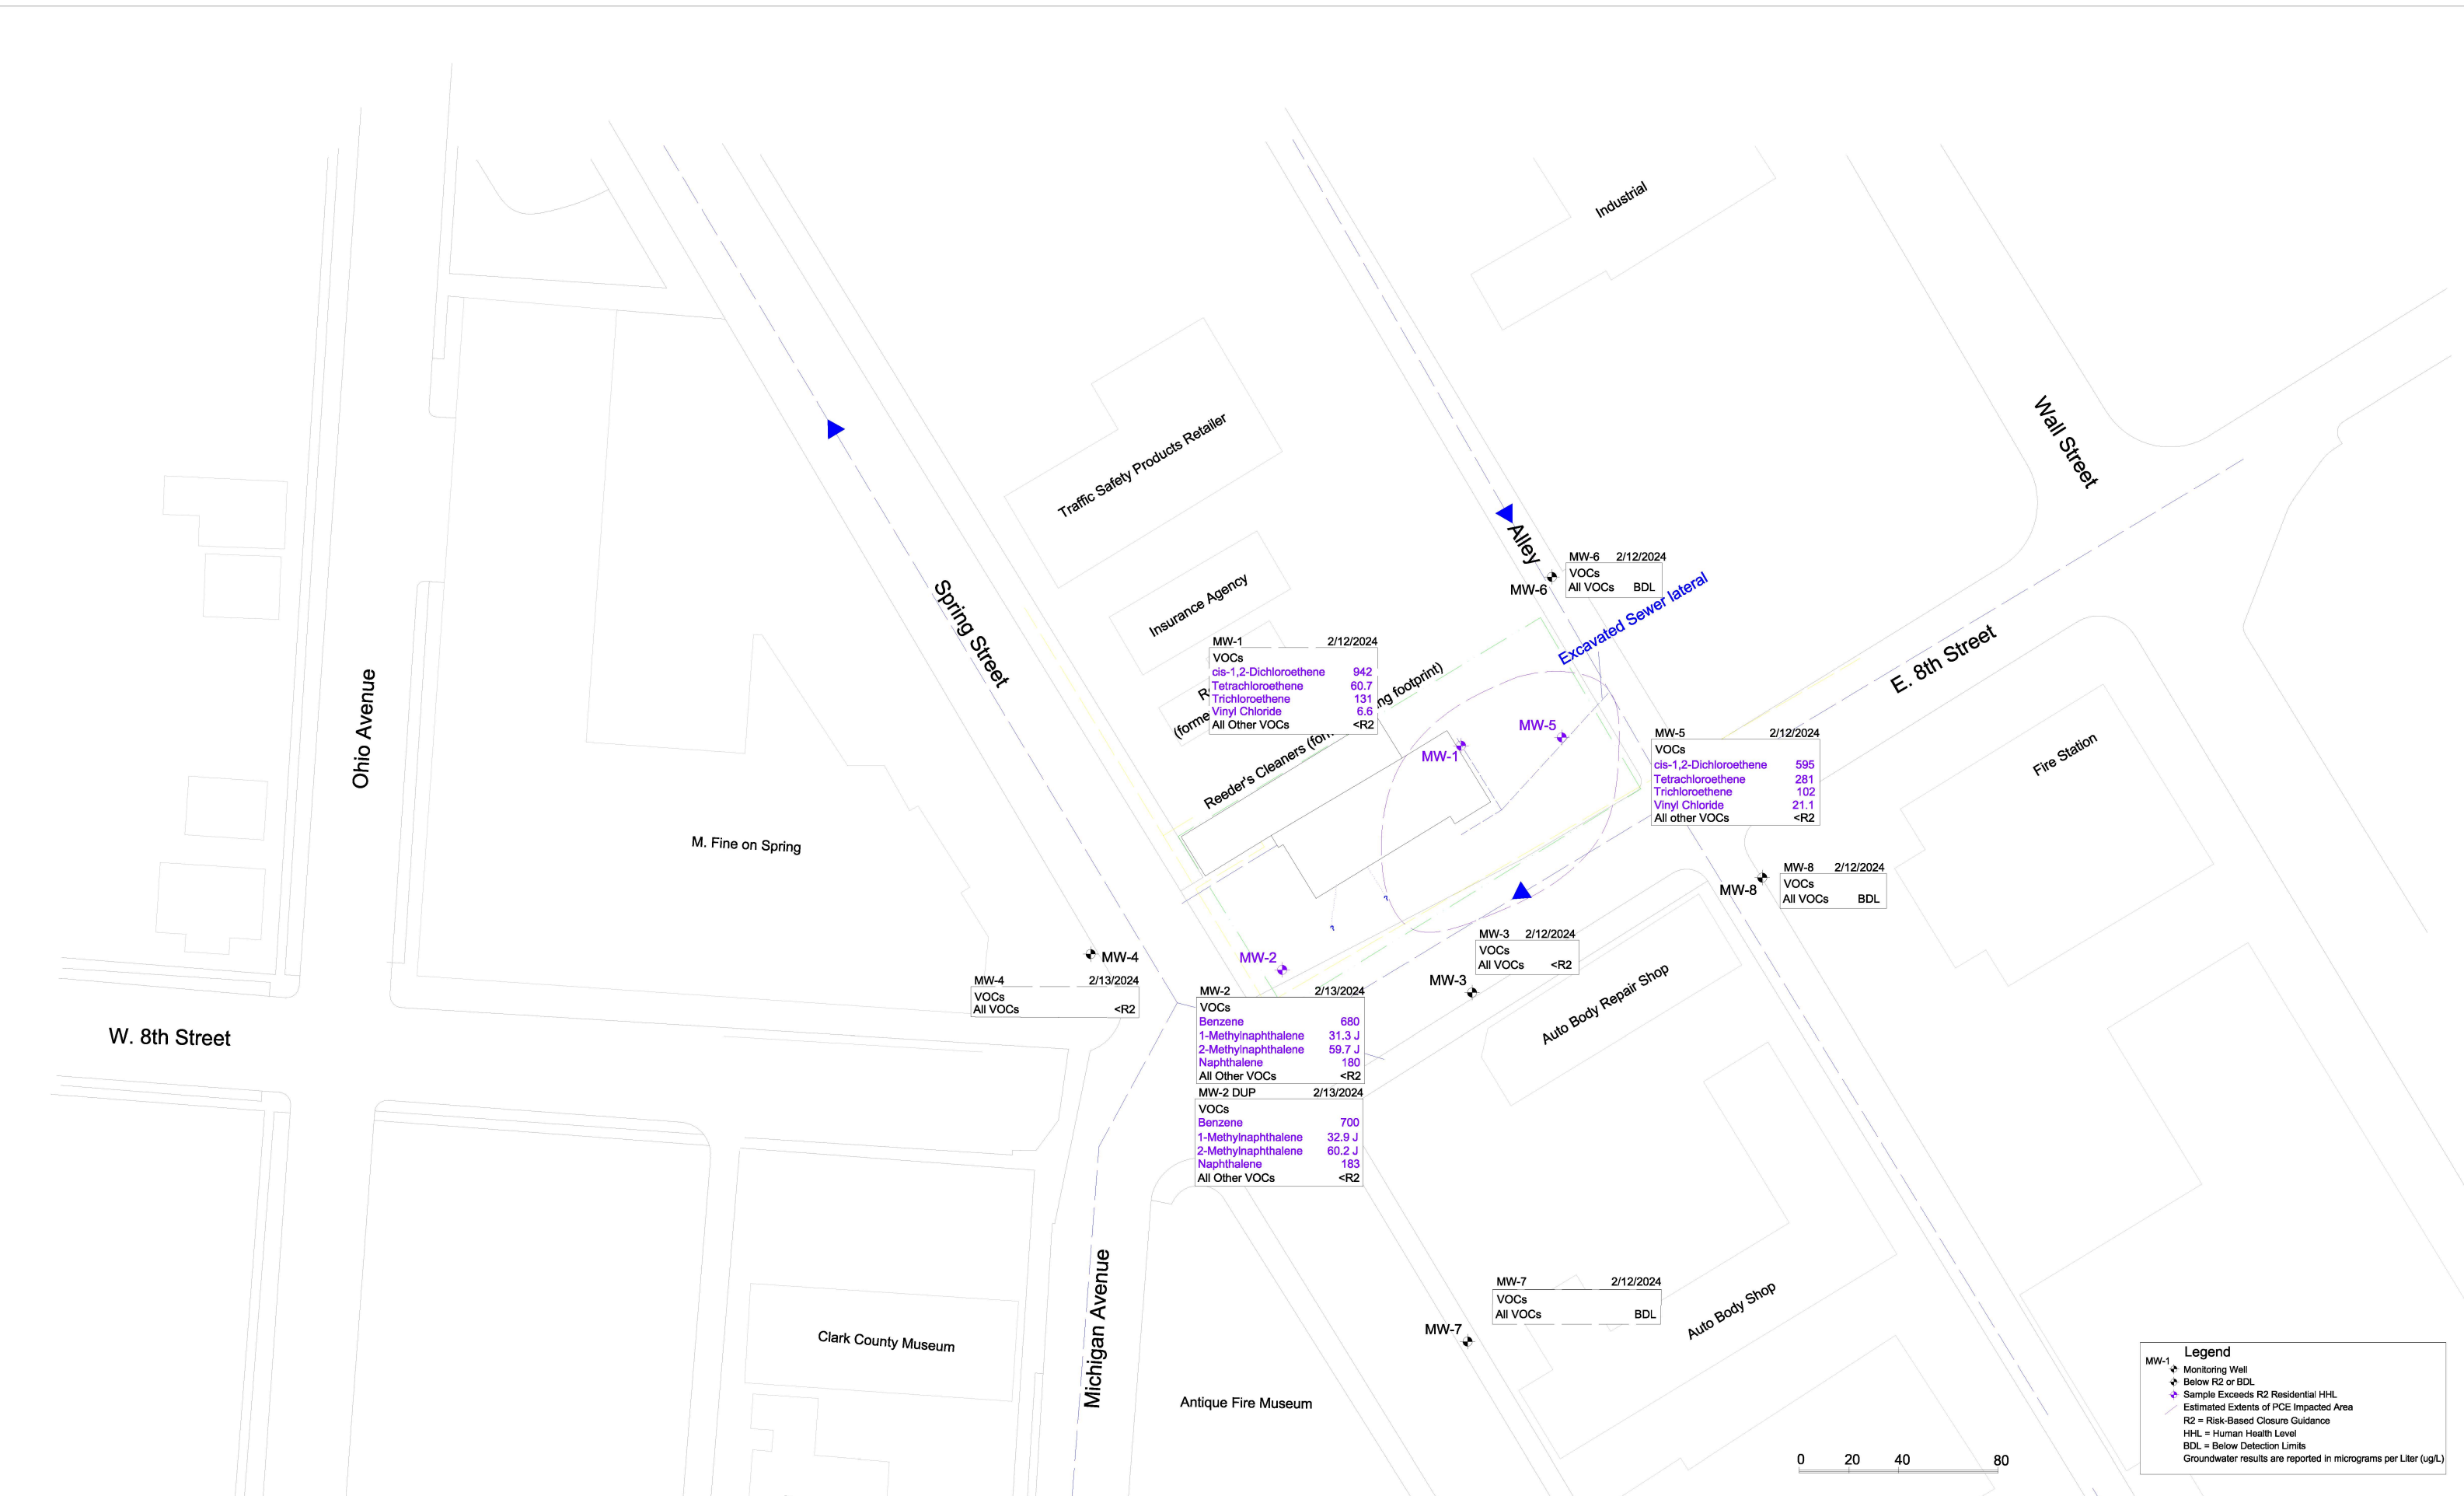 Industrial
Wall Street
Traffic Safety Products Retailer
Alley
MW-6 2/12/2024
VOCs
All VOCs BDL
MW-6
Excavated Sewer lateral
Insurance Agency
Spring Street
E. 8th Street
MW-1 2/12/2024
VOCs
cis-1,2-Dichloroethene 942
Tetrachloroethene 60.7
Trichloroethene 131
Vinyl Chloride 6.6
All Other VOCs <R2
Reeder's Cleaners footprint)
MW-5
MW-1
Ohio Avenue
MW-5 2/12/2024
VOCs
cis-1,2-Dichloroethene 595
Tetrachloroethene 281
Trichloroethene 102
Vinyl Chloride 21.1
All other VOCs <R2
Fire Station
M. Fine on Spring
MW-8 2/12/2024
VOCs
All VOCs BDL
MW-8
MW-3 2/12/2024
VOCs
All VOCs <R2
MW-3
MW-4
MW-2
MW-4 2/13/2024
VOCs
All VOCs <R2
MW-2 2/13/2024
VOCs
Benzene 680
1-Methylnaphthalene 31.3 J
2-Methylnaphthalene 59.7 J
Naphthalene 180
All Other VOCs <R2
MW-2 DUP 2/13/2024
VOCs
Benzene 700
1-Methylnaphthalene 32.9 J
2-Methylnaphthalene 60.2 J
Naphthalene 183
All Other VOCs <R2
Auto Body Repair Shop
W. 8th Street
MW-7 2/12/2024
VOCs
All VOCs BDL
MW-7
Auto Body Shop
Michigan Avenue
Clark County Museum
Antique Fire Museum
Legend
MW-1
Monitoring Well
Below R2 or BDL
Sample Exceeds R2 Residential HHL
Estimated Extents of PCE Impacted Area
R2 = Risk-Based Closure Guidance
HHL = Human Health Level
BDL = Below Detection Limits
Groundwater results are reported in micrograms per Liter (ug/L)
0 20 40 80